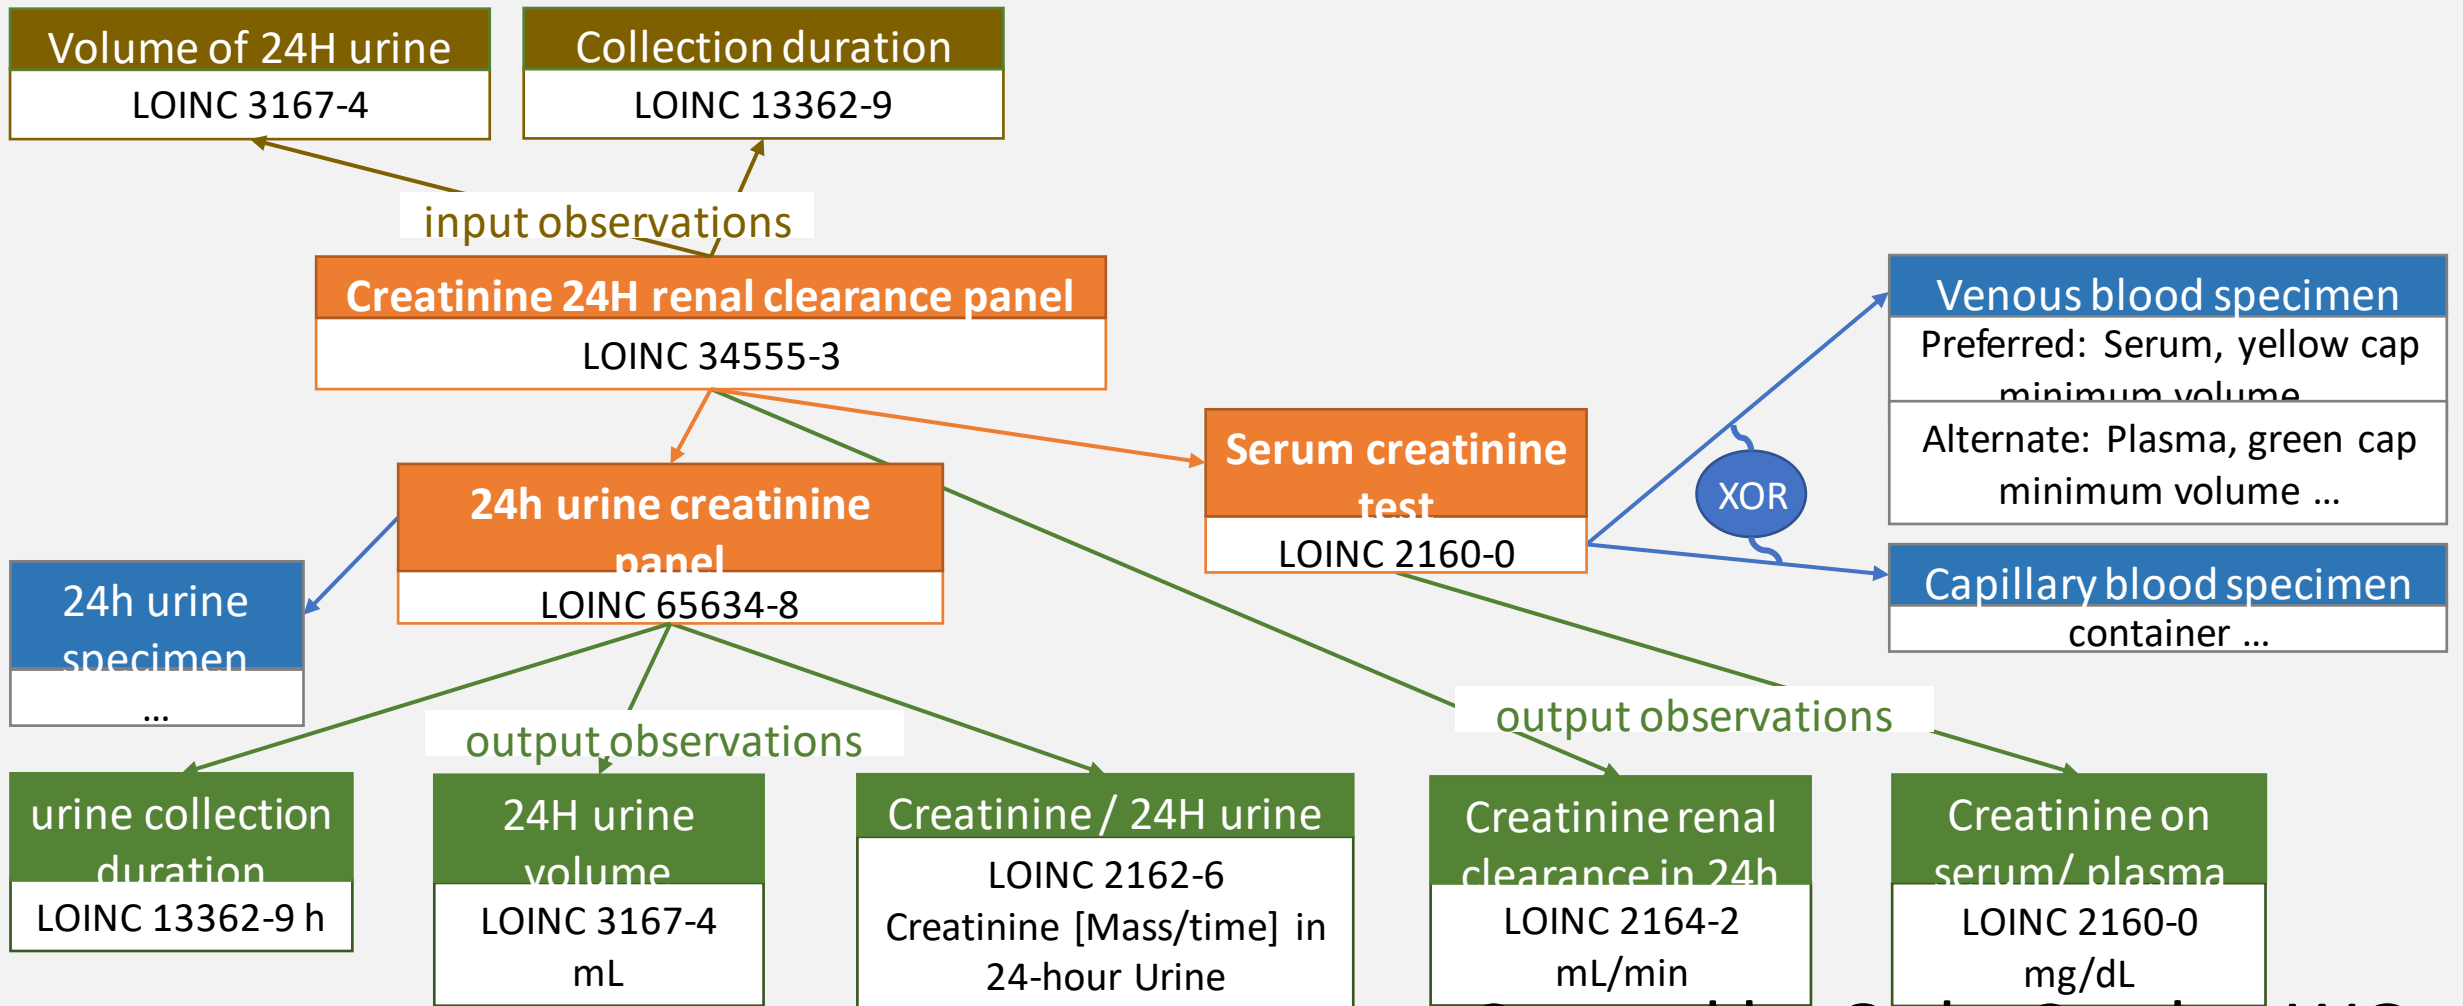 Volume of 24H urine
LOINC 3167-4
Collection duration
LOINC 13362-9
input observations
Creatinine 24H renal clearance panel
LOINC 34555-3
Venous blood specimen
Preferred: Serum, yellow cap
minimum volume
Alternate: Plasma, green cap
minimum volume ...
Serum creatinine
test
LOINC 2160-0
XOR
Capillary blood specimen
container ...
24h urine creatinine
panel
LOINC 65634-8
24h urine
specimen
...
output observations
output observations
urine collection
duration
LOINC 13362-9 h
24H urine
volume
LOINC 3167-4
mL
Creatinine / 24H urine
LOINC 2162-6
Creatinine [Mass/time] in
24-hour Urine
Creatinine renal
clearance in 24h
LOINC 2164-2
mL/min
Creatinine on
serum/ plasma
LOINC 2160-0
mg/dL